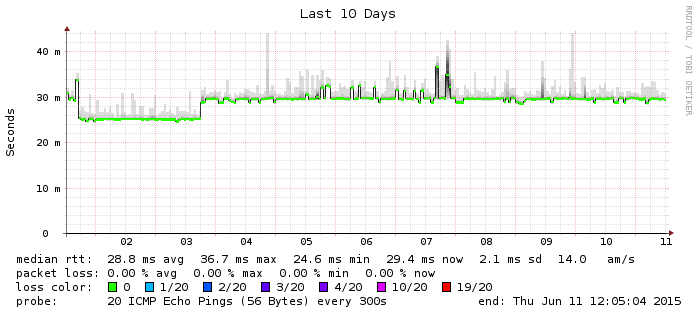 Last 10 Days
RRDTOOL / TOBI OETIKER
Seconds
40 m
30 m
20 m
10 m
0
02 03 04 05 06 07 08 09 10 11
median rtt: 28.8 ms avg 36.7 ms max 24.6 ms min 29.4 ms now 2.1 ms sd 14.0 am/s
packet loss: 0.00 % avg 0.00 % max 0.00 % min 0.00 % now
loss color: 0 1/20 2/20 3/20 4/20 10/20 19/20
probe: 20 ICMP Echo Pings (56 Bytes) every 300s end: Thu Jun 11 12:05:04 2015